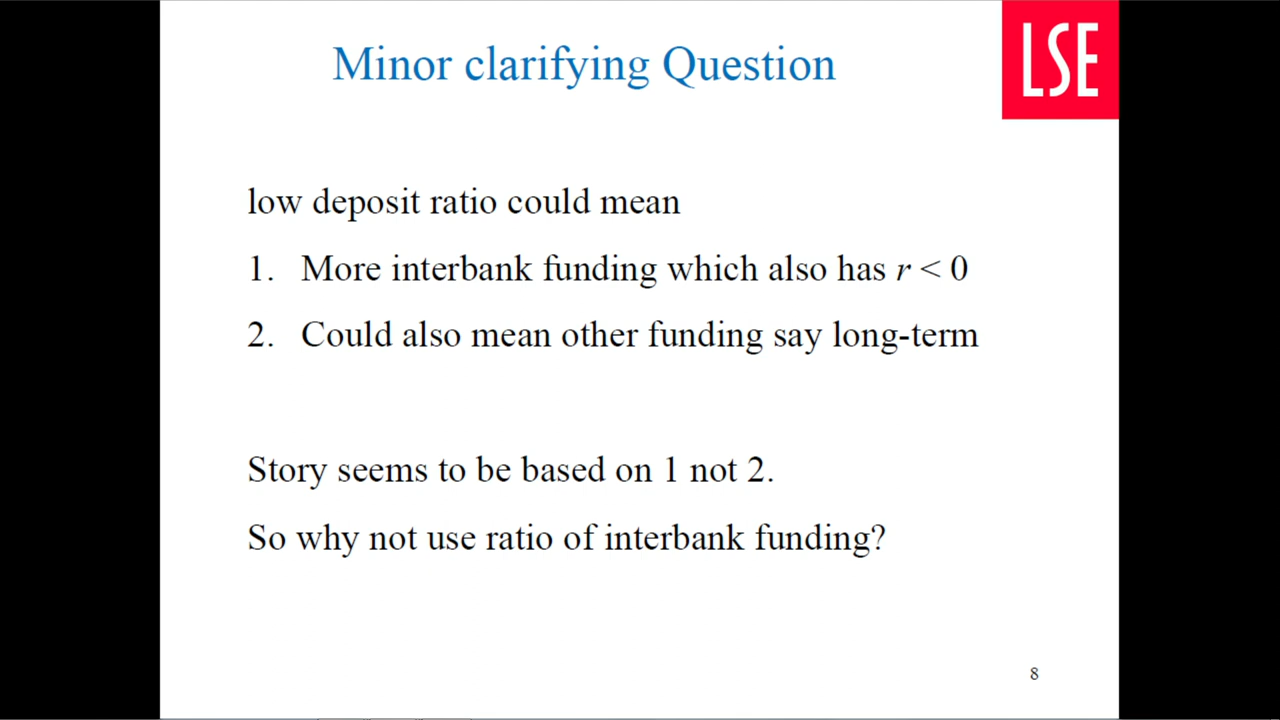 Minor clarifying Question
LSE
low deposit ratio could mean
1. More interbank funding which also has r < 0
2. Could also mean other funding say long-term
Story seems to be based on 1 not 2.
So why not use ratio of interbank funding?
8